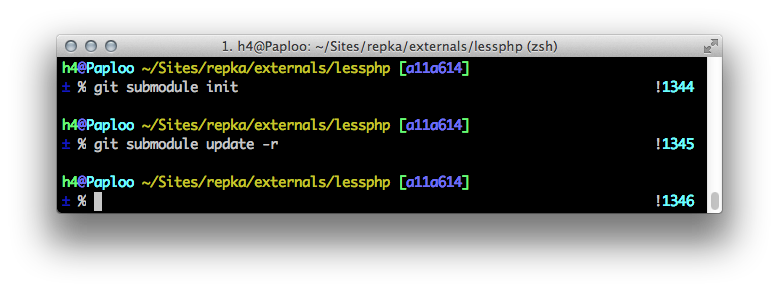 1. h4@Paploo: ~/Sites/repka/externals/lessphp (zsh)
h4@Paploo ~/Sites/repka/externals/lessphp [a11a614]
± % git submodule init !1344
h4@Paploo ~/Sites/repka/externals/lessphp [a11a614]
± % git submodule update -r !1345
h4@Paploo ~/Sites/repka/externals/lessphp [a11a614]
± % !1346